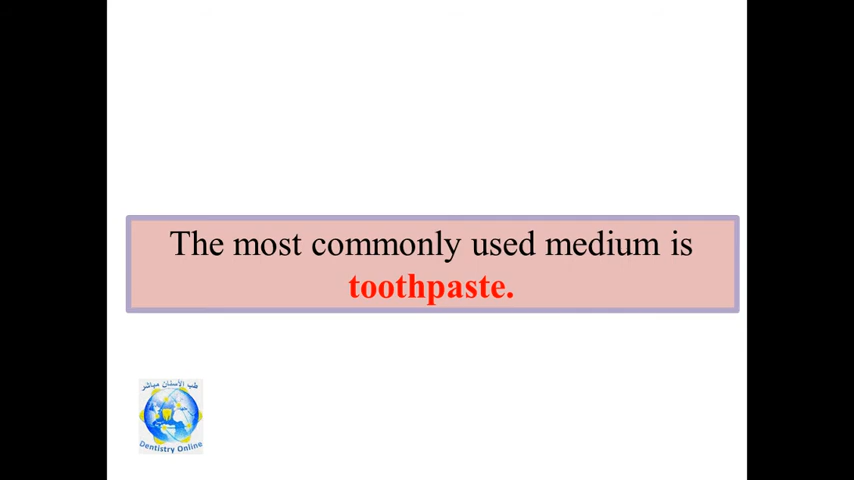 The most commonly used medium is
toothpaste.
طب الأسنان مباشر
Dentistry Online